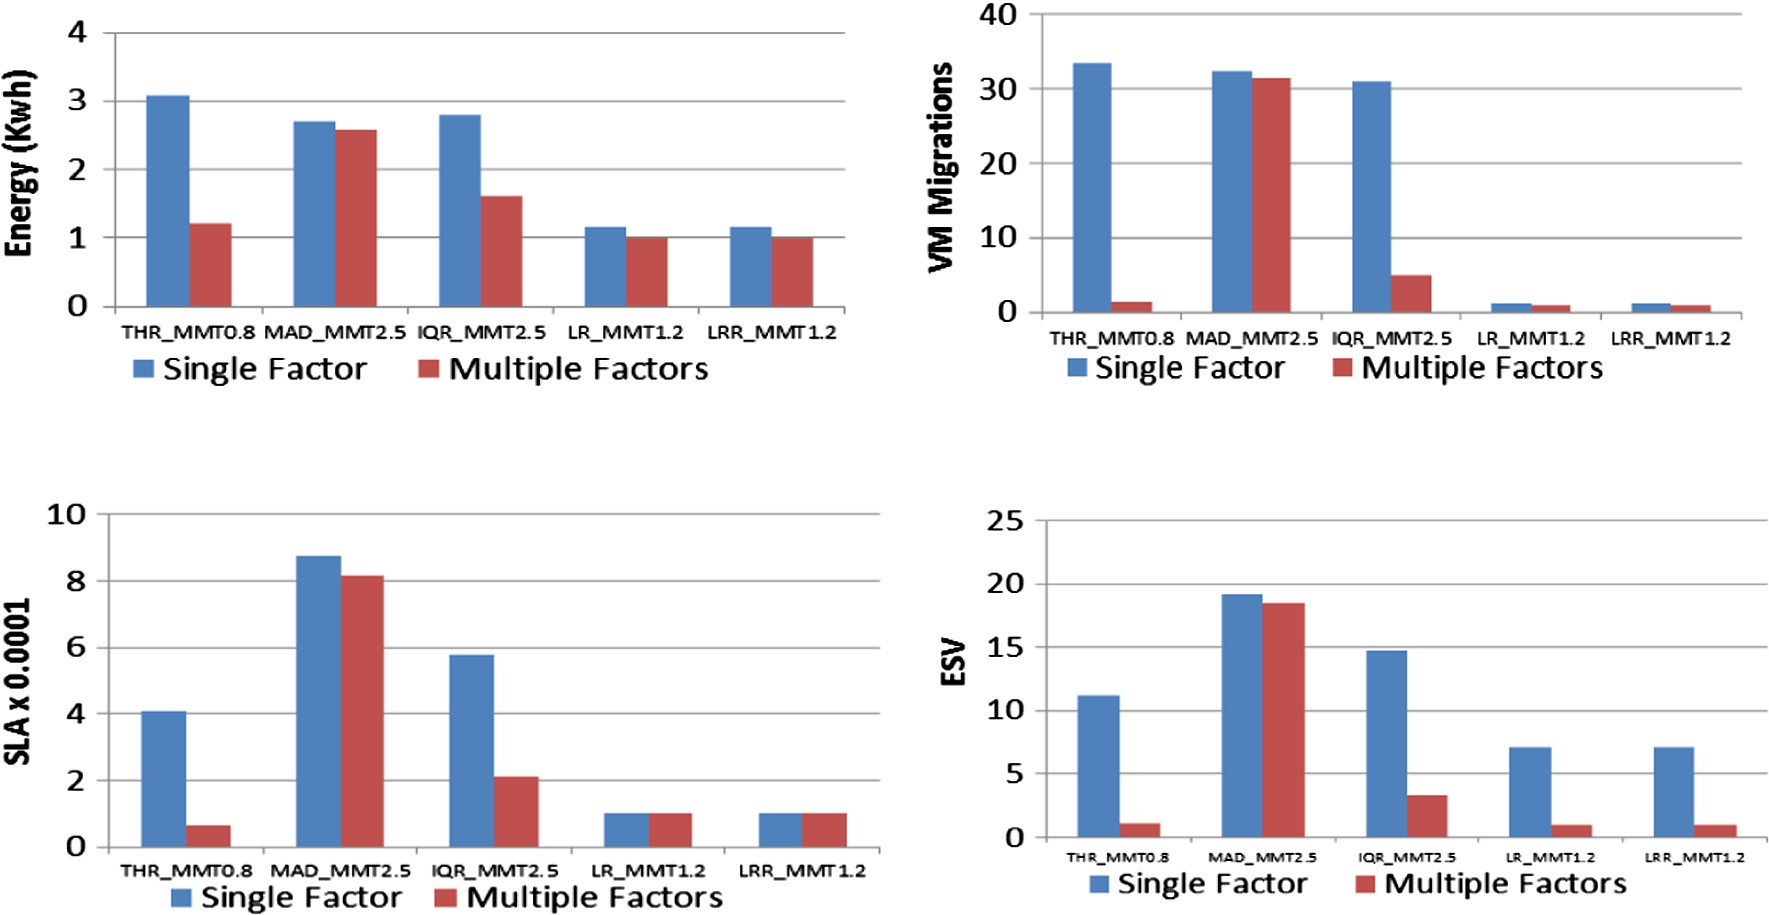 Energy (Kwh)
4
3
2
1
0
THR_MMT0.8 MAD_MMT2.5 IQR_MMT2.5 LR_MMT1.2 LRR_MMT1.2
Single Factor Multiple Factors
VM Migrations
40
30
20
10
0
THR_MMT0.8 MAD_MMT2.5 IQR_MMT2.5 LR_MMT1.2 LRR_MMT1.2
Single Factor Multiple Factors
SLA x 0.0001
10
8
6
4
2
0
THR_MMT0.8 MAD_MMT2.5 IQR_MMT2.5 LR_MMT1.2 LRR_MMT1.2
Single Factor Multiple Factors
ESV
25
20
15
10
5
0
THR_MMT0.8 MAD_MMT2.5 IQR_MMT2.5 LR_MMT1.2 LRR_MMT1.2
Single Factor Multiple Factors